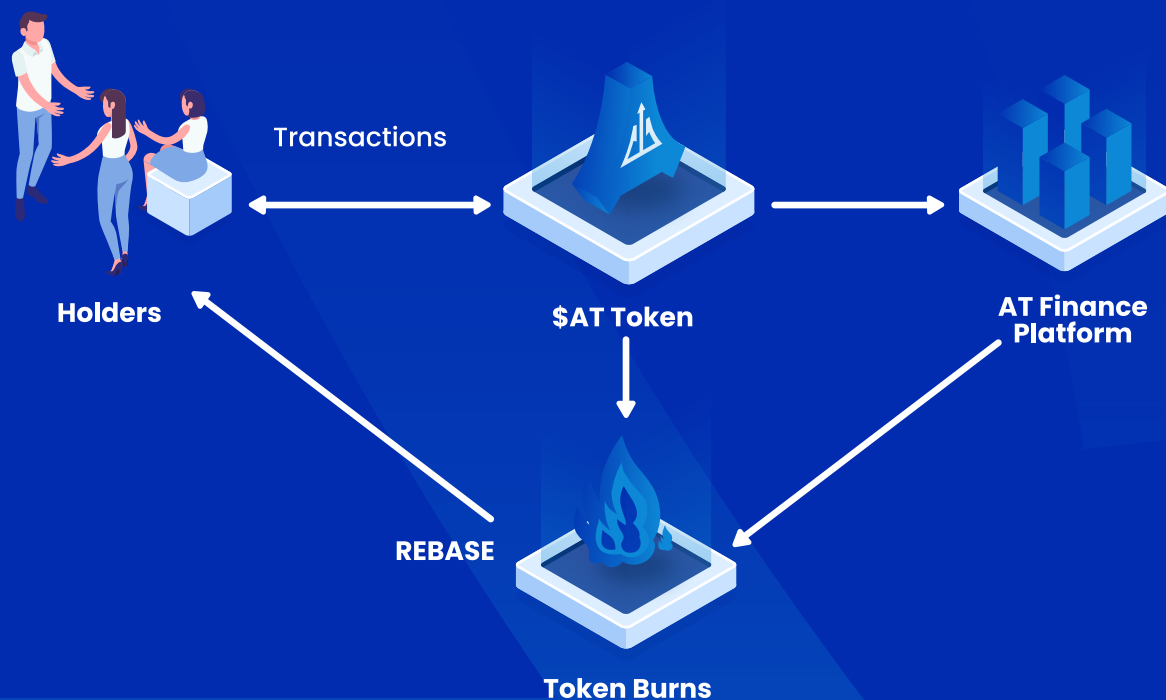 Transactions
Holders
$AT Token
AT Finance
Platform
REBASE
Token Burns